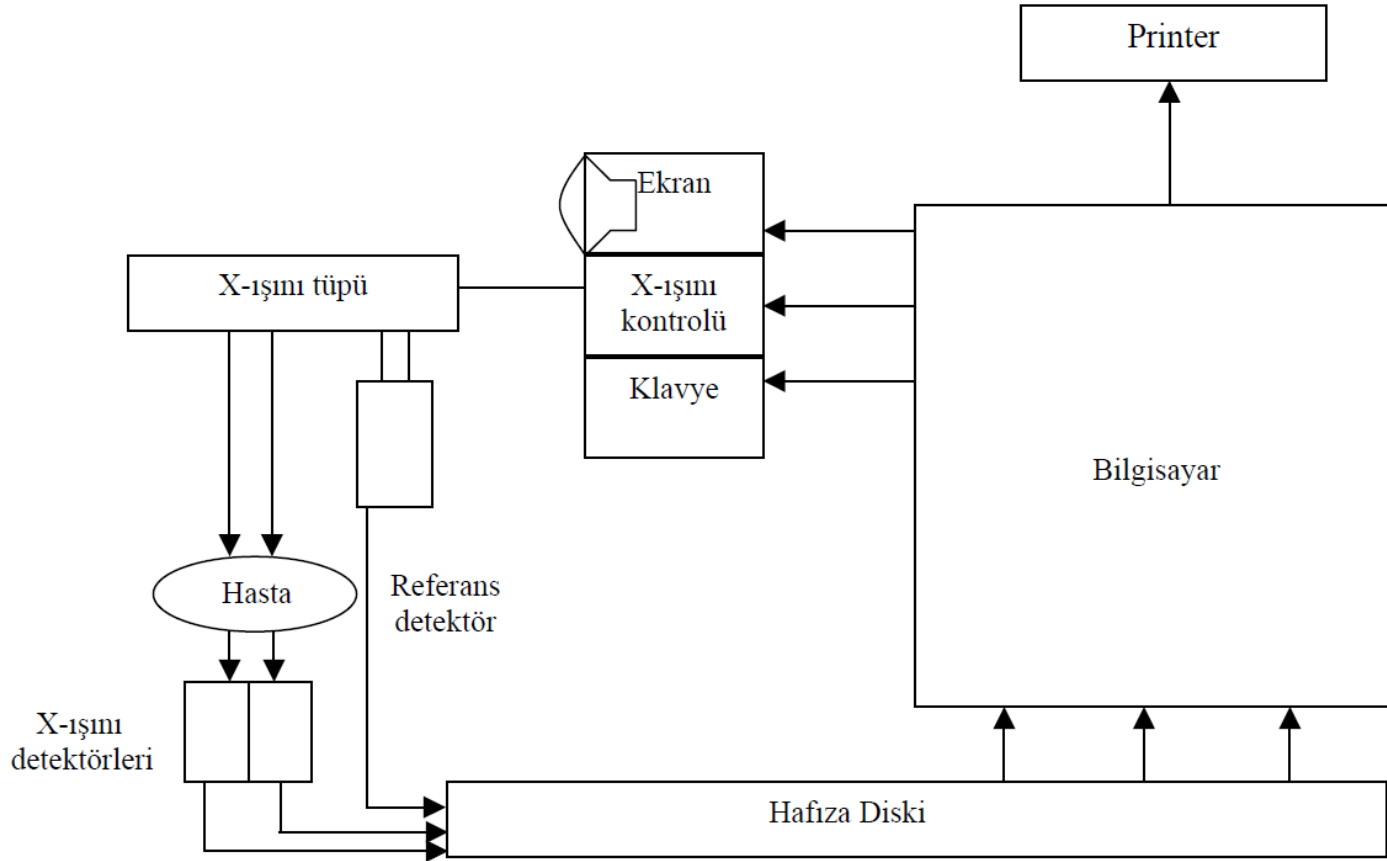 Printer
Ekran
X-ışını tüpü
X-ışını
kontrolü
Klavye
Bilgisayar
Hasta
Referans
detektör
X-ışını
detektörleri
Hafıza Diski